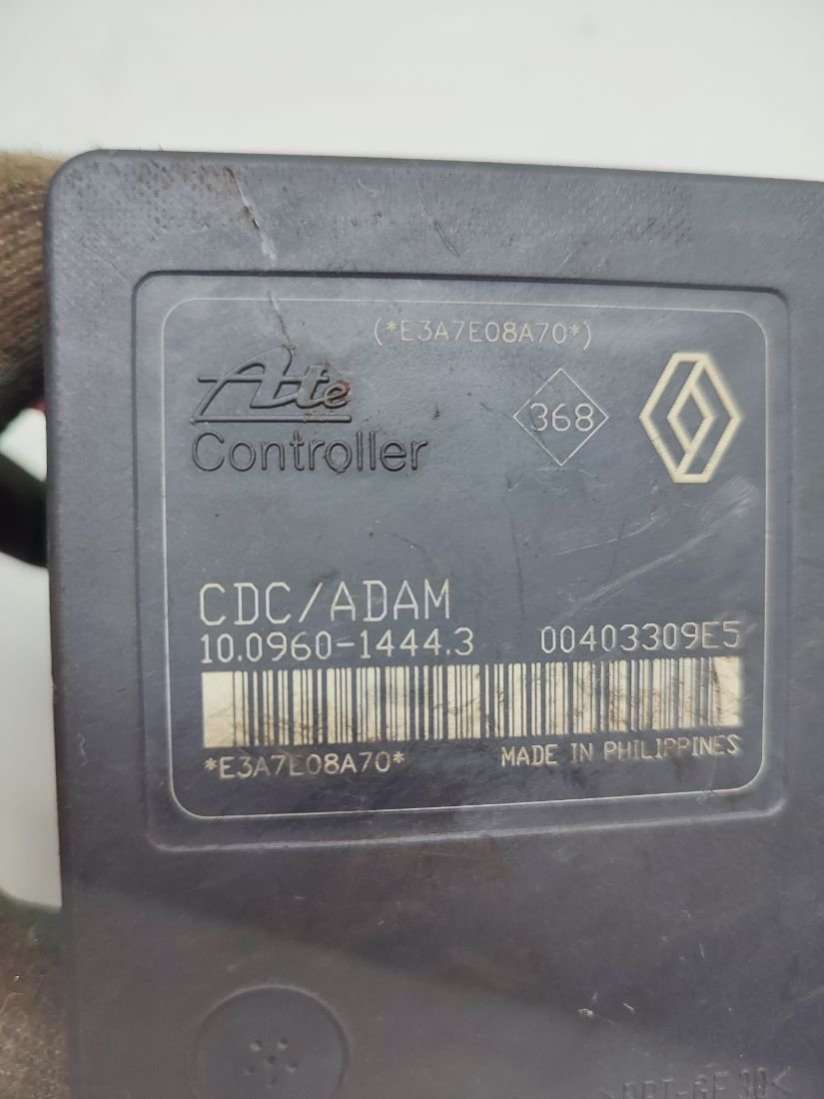 (*E3A7E08A70*)
Ate
Controller
368
CDC/ADAM
10.0960-1444.3 00403309E5
*E3A7E08A70* MADE IN PHILIPPINES